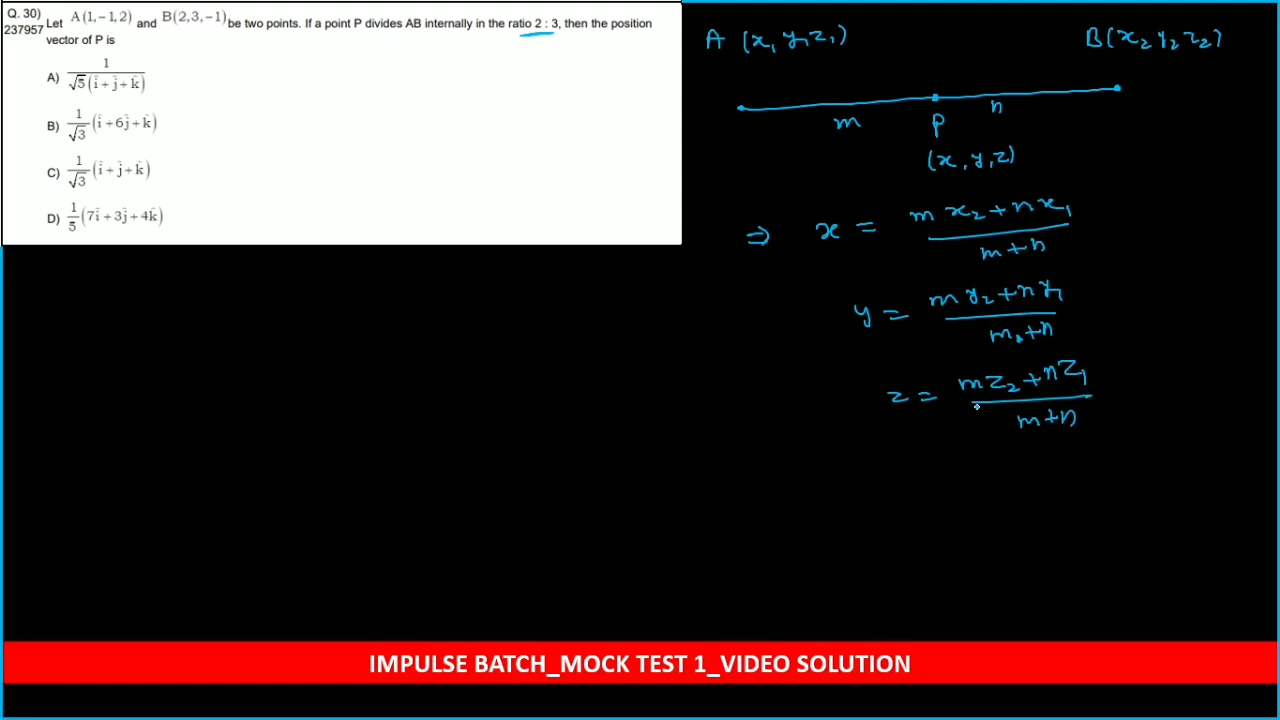 Q. 30)
237957
Let A(1,−1,2) and B(2,3,−1) be two points. If a point P divides AB internally in the ratio 2 : 3, then the position
vector of P is
A) 1/√5(î + ĵ + k̂)
B) 1/√3 (î + 6ĵ + k̂)
C) 1/√3 (î + ĵ + k̂)
D) 1/5 (7î + 3ĵ + 4k̂)
A (x₁ y₁ z₁) B(x₂ y₂ z₂)
m P n
(x, y, z)
⇒ x = m x₂ + n x₁ / m + n
y = m y₂ + n y₁ / m + n
z = m z₂ + n z₁ / m + n
IMPULSE BATCH_MOCK TEST 1_VIDEO SOLUTION